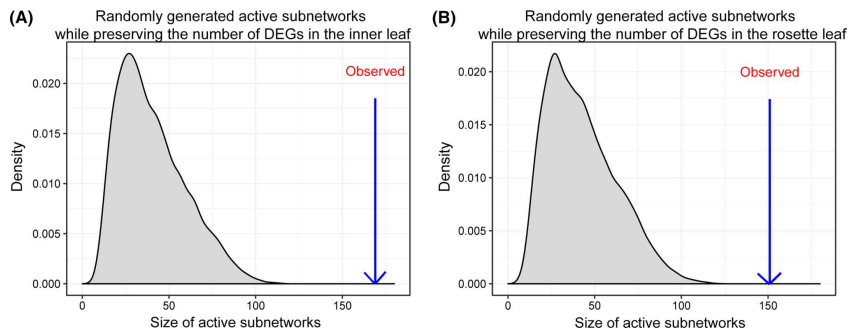 (A)
Randomly generated active subnetworks
while preserving the number of DEGs in the inner leaf
Observed
Density
0.020
0.015
0.010
0.005
0.000
0
50
100
150
Size of active subnetworks
(B)
Randomly generated active subnetworks
while preserving the number of DEGs in the rosette leaf
Observed
Density
0.020
0.015
0.010
0.005
0.000
0
50
100
150
Size of active subnetworks